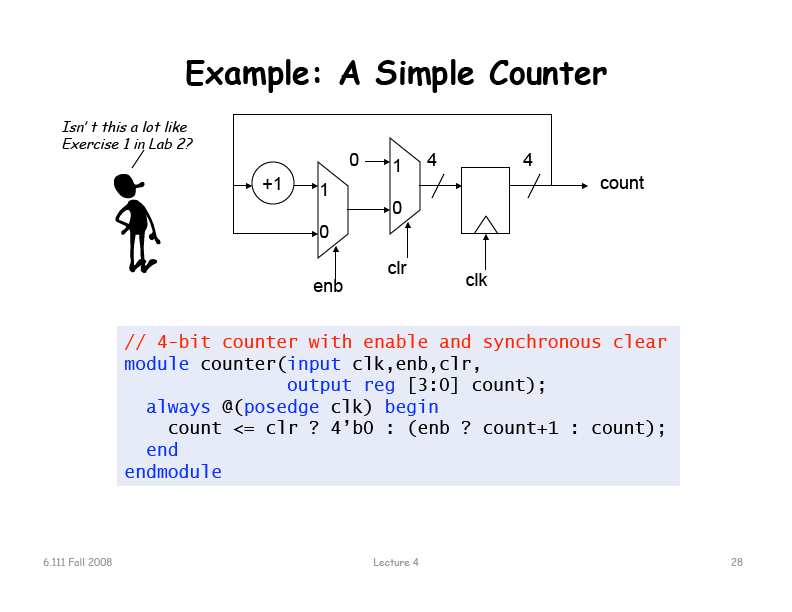 Example: A Simple Counter
Isn' t this a lot like
Exercise 1 in Lab 2?
+1
1
0
0
1
0
4
4
count
enb
clr
clk
// 4-bit counter with enable and synchronous clear
module counter(input clk,enb,clr,
output reg [3:0] count);
always @(posedge clk) begin
count <= clr ? 4’b0 : (enb ? count+1 : count);
end
endmodule
6.111 Fall 2008
Lecture 4
28